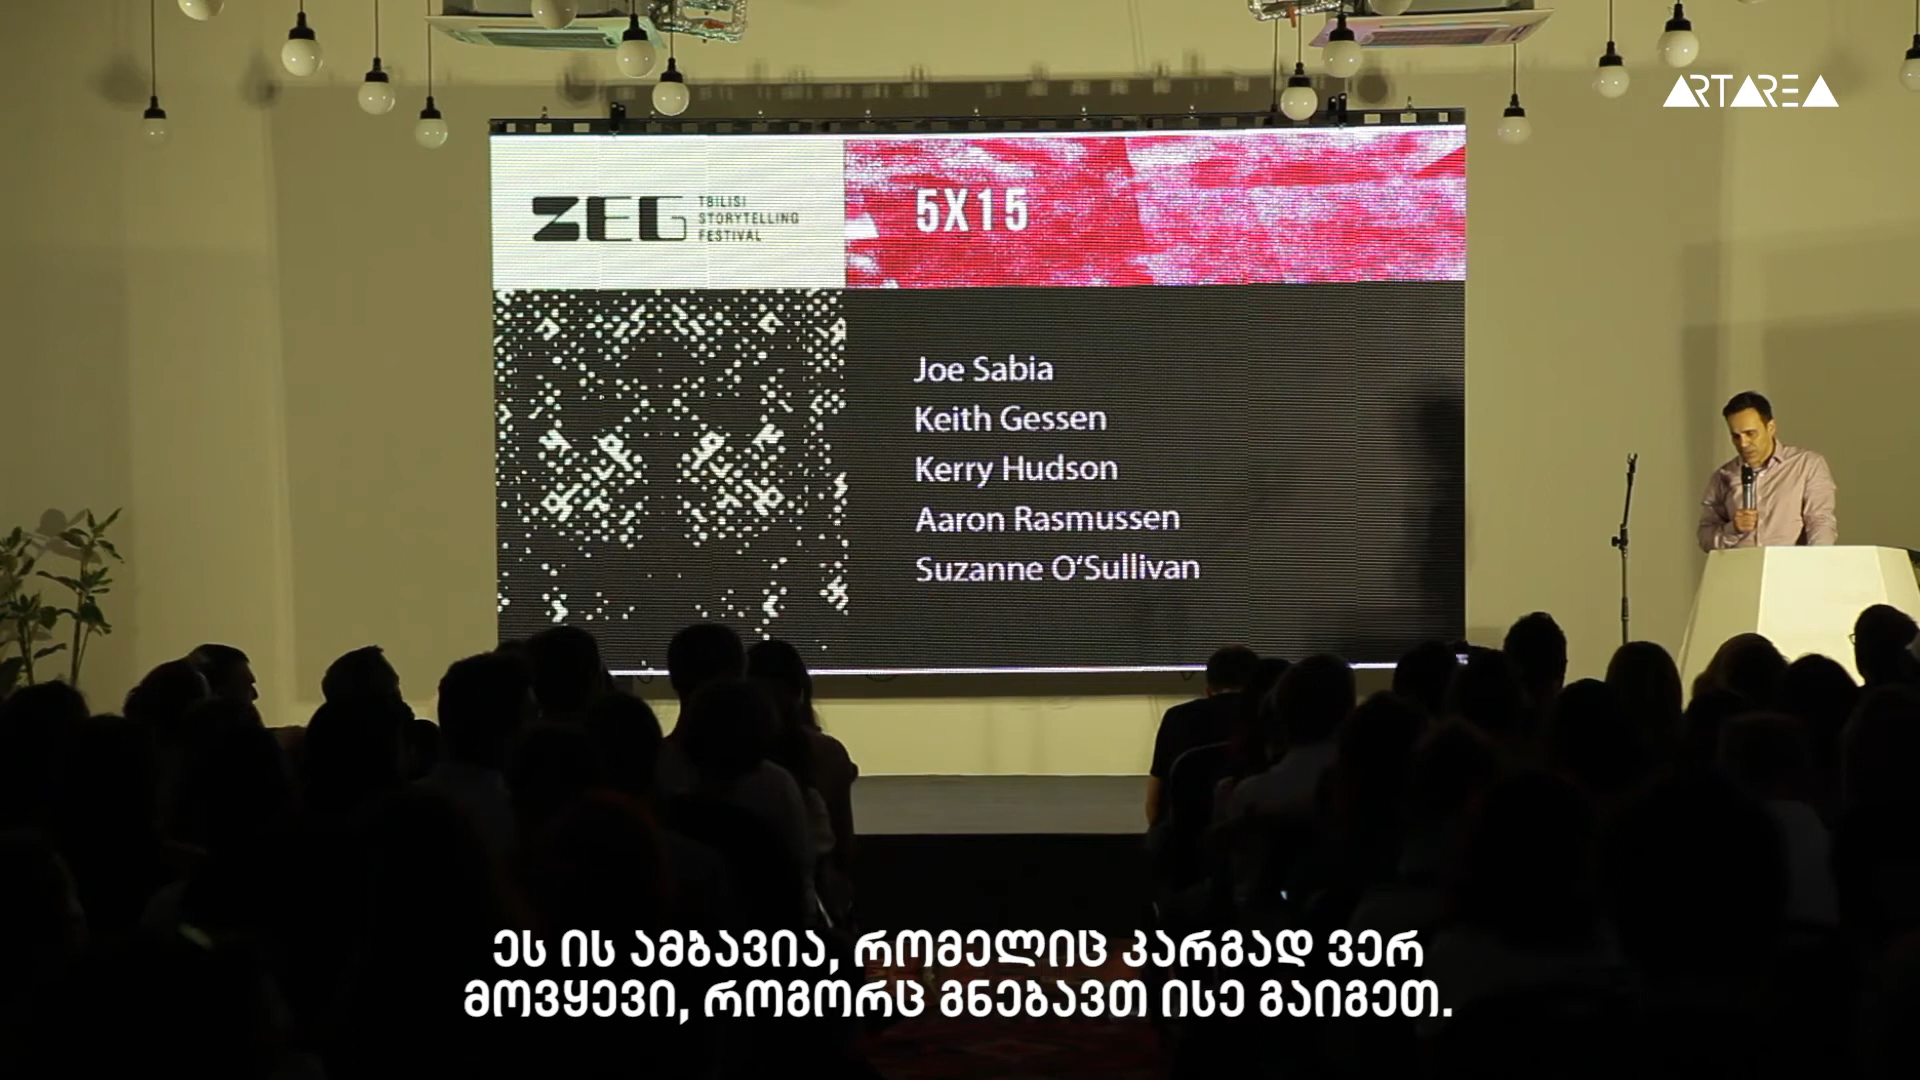 ARTAREA
ZEG
TBILISI
STORYTELLING
FESTIVAL
5X15
Joe Sabia
Keith Gessen
Kerry Hudson
Aaron Rasmussen
Suzanne O'Sullivan
ეს ის ამბავია, რომელიც კარგად ვერ
მოვყევი, როგორც გნებავთ ისე გაიგეთ.